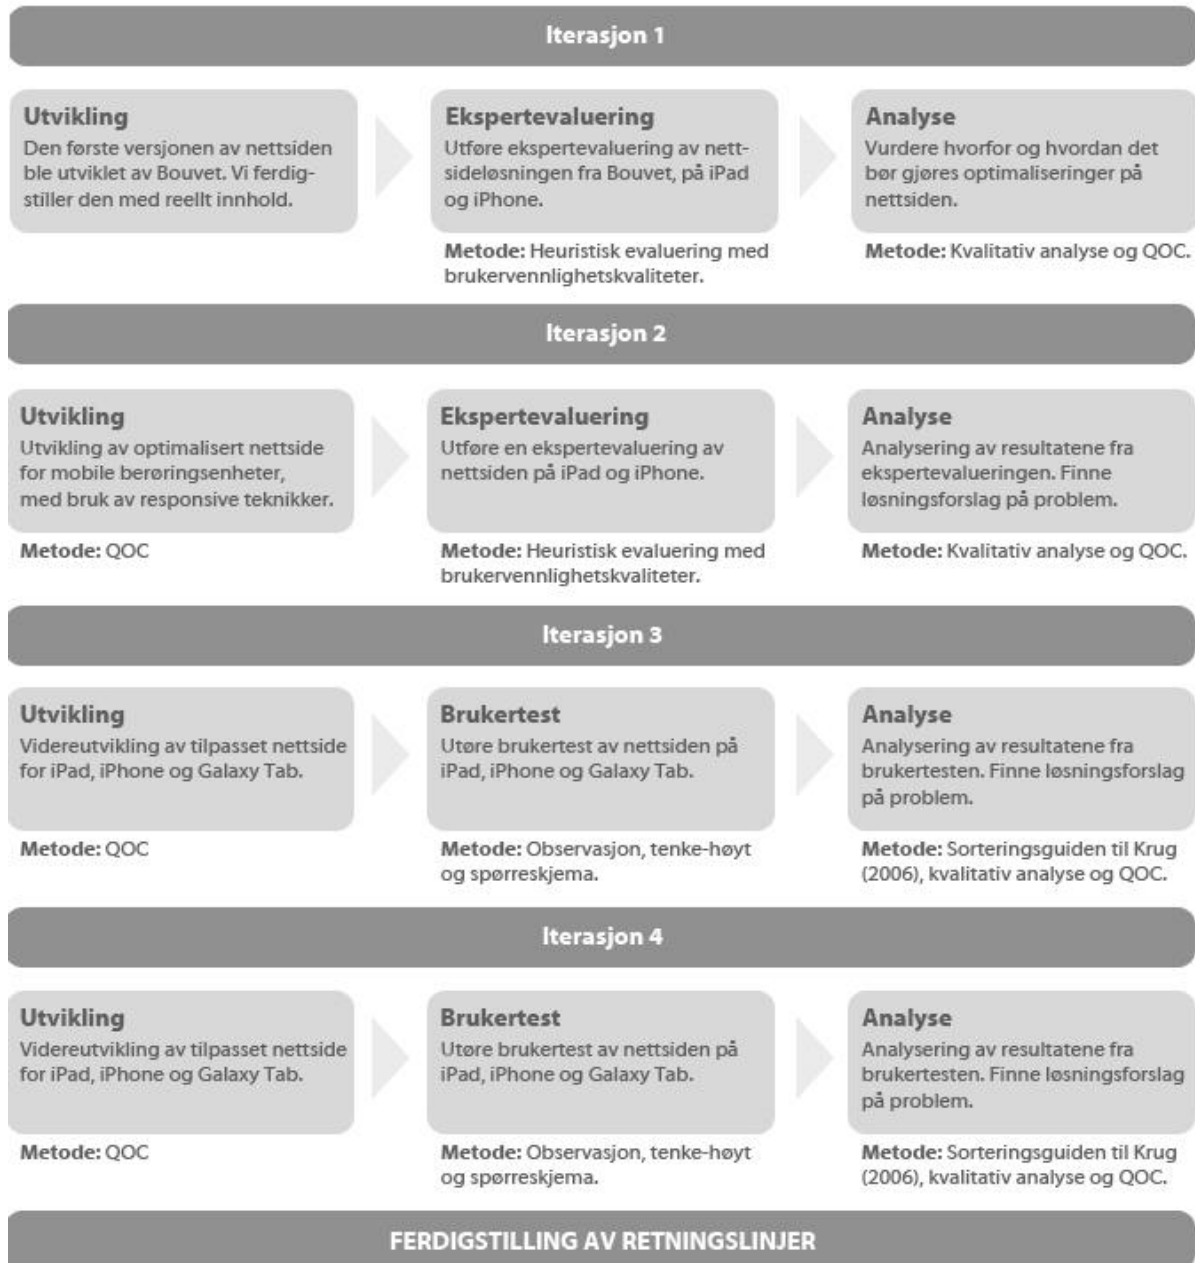 Iterasjon 1
Utvikling
Den første versjonen av nettsiden
ble utviklet av Bouvet. Vi ferdig-
stiller den med reellt innhold.
Ekspertevaluering
Utføre ekspertevaluering av nett-
sideløsningen fra Bouvet, på iPad
og iPhone.
Metode: Heuristisk evaluering med
brukervennlighetskvaliteter.
Analyse
Vurdere hvorfor og hvordan det
bør gjøres optimaliseringer på
nettsiden.
Metode: Kvalitativ analyse og QOC.
Iterasjon 2
Utvikling
Utvikling av optimalisert nettside
for mobile berøringsenheter,
med bruk av responsive teknikker.
Metode: QOC
Ekspertevaluering
Utføre en ekspertevaluering av
nettsiden på iPad og iPhone.
Metode: Heuristisk evaluering med
brukervennlighetskvaliteter.
Analyse
Analysering av resultatene fra
ekspertevalueringen. Finne
løsningsforslag på problem.
Metode: Kvalitativ analyse og QOC.
Iterasjon 3
Utvikling
Videreutvikling av tilpasset nettside
for iPad, iPhone og Galaxy Tab.
Metode: QOC
Brukertest
Utøre brukertest av nettsiden på
iPad, iPhone og Galaxy Tab.
Metode: Observasjon, tenke-høyt
og spørreskjema.
Analyse
Analysering av resultatene fra
brukertesten. Finne løsningsforslag
på problem.
Metode: Sorteringsguiden til Krug
(2006), kvalitativ analyse og QOC.
Iterasjon 4
Utvikling
Videreutvikling av tilpasset nettside
for iPad, iPhone og Galaxy Tab.
Metode: QOC
Brukertest
Utøre brukertest av nettsiden på
iPad, iPhone og Galaxy Tab.
Metode: Observasjon, tenke-høyt
og spørreskjema.
Analyse
Analysering av resultatene fra
brukertesten. Finne løsningsforslag
på problem.
Metode: Sorteringsguiden til Krug
(2006), kvalitativ analyse og QOC.
FERDIGSTILLING AV RETNINGSLINJER